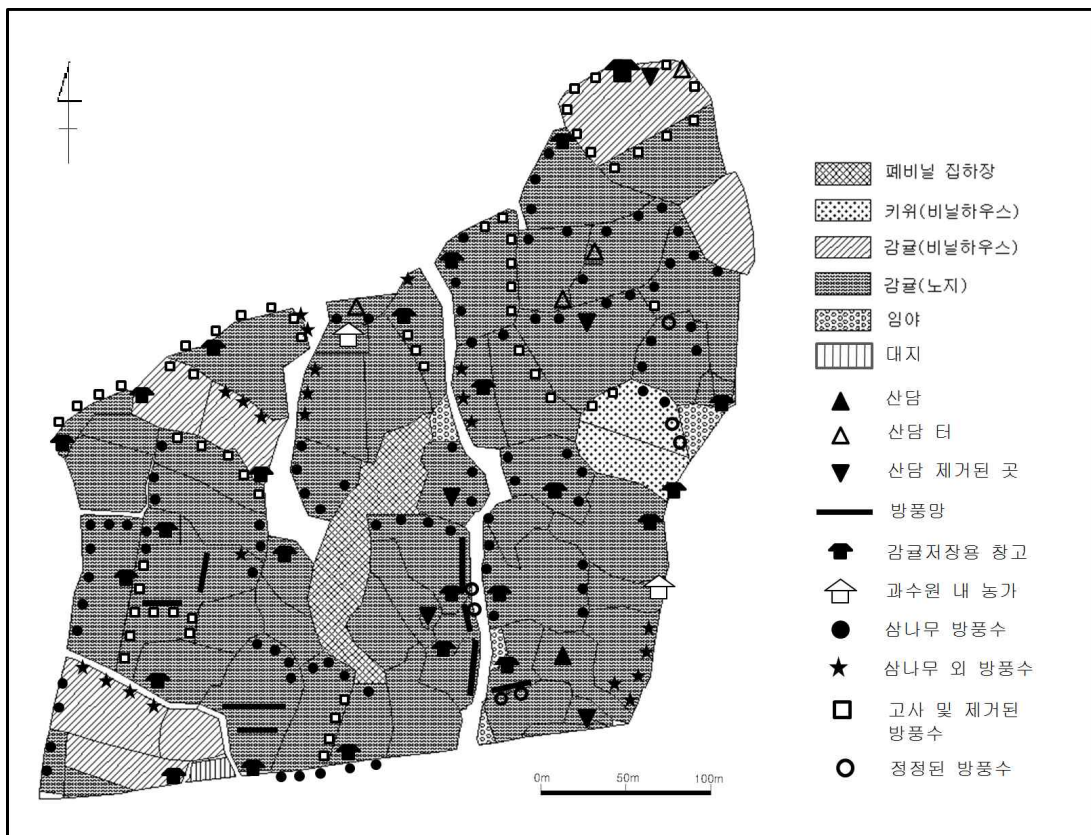 폐비닐 집하장
키위(비닐하우스)
감귤(비닐하우스)
감귤(노지)
임야
대지
산담
산담 터
산담 제거된 곳
방풍망
감귤저장용 창고
과수원 내 농가
삼나무 방풍수
삼나무 외 방풍수
고사 및 제거된
방풍수
정정된 방풍수
0m 50m 100m